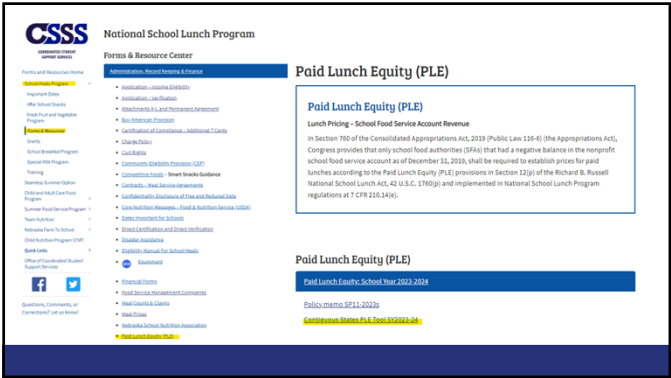 CSSS
COORDINATED STUDENT
SUPPORT SERVICES
Forms and Resources Home
School Meals Program
Important Dates
After School Snacks
Fresh Fruit and Vegetable
Program
Forms & Resources
Grants
School Breakfast Program
Special Milk Program
Training
Seamless Summer Option
Child and Adult Care Food
Program
Summer Food Service Program
Team Nutrition
Nebraska Farm To School
Child Nutrition Program (CNP)
Quick Links
Office of Coordinated Student
Support Services
Questions, Comments, or
Corrections? Let us know!
National School Lunch Program
Forms & Resource Center
Administration, Record Keeping & Finance
Application – Income Eligibility
Application – Verification
Attachments K-L and Permanent Agreement
Buy American Provision
Certification of Compliance – Additional 7 Cents
Charge Policy
Civil Rights
Community Eligibility Provision (CEP)
Competitive Foods – Smart Snacks Guidance
Contracts – Meal Service Agreements
Confidentiality Disclosure of Free and Reduced Data
Core Nutrition Messages – Food & Nutrition Service (USDA)
Dates Important for Schools
Direct Certification and Direct Verification
Disaster Assistance
Eligibility Manual For School Meals
Equipment
Financial Forms
Food Service Management Companies
Meal Counts & Claims
Meal Prices
Nebraska School Nutrition Association
Paid Lunch Equity (PLE)
Paid Lunch Equity (PLE)
Paid Lunch Equity (PLE)
Lunch Pricing – School Food Service Account Revenue
In Section 760 of the Consolidated Appropriations Act, 2019 (Public Law 116-6) (the Appropriations Act),
Congress provides that only school food authorities (SFAs) that had a negative balance in the nonprofit
school food service account as of December 31, 2019, shall be required to establish prices for paid
lunches according to the Paid Lunch Equity (PLE) provisions in Section 12(p) of the Richard B. Russell
National School Lunch Act, 42 U.S.C. 1760(p) and implemented in National School Lunch Program
regulations at 7 CFR 210.14(e).
Paid Lunch Equity (PLE)
Paid Lunch Equity: School Year 2023-2024
Policy memo SP11-2023s
Contiguous States PLE Tool SY2023-24